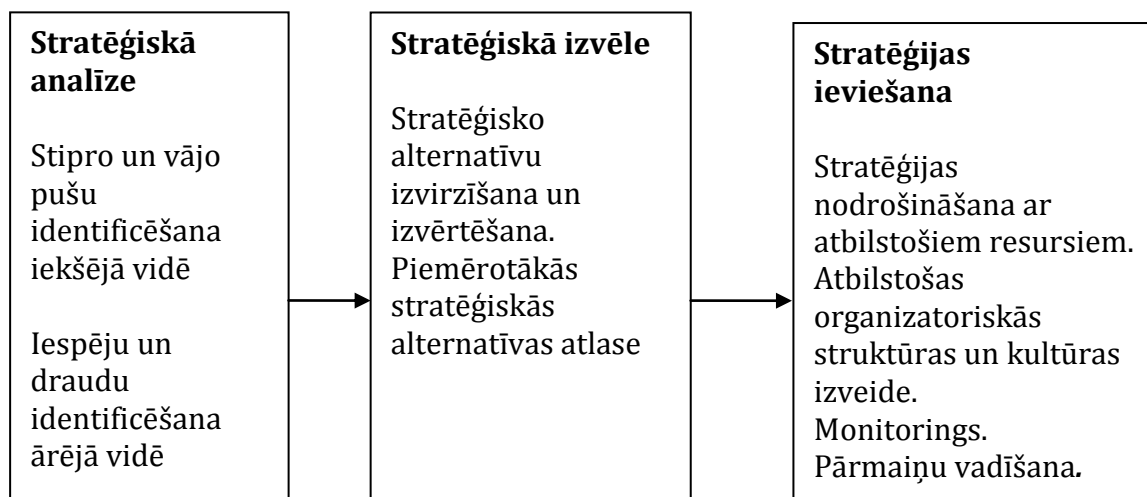 Stratēģiskā
analīze
Stipro un vājo
pušu
identificēšana
iekšējā vidē
Iespēju un
draudu
identificēšana
ārējā vidē
Stratēģiskā izvēle
Stratēģisko
alternatīvu
izvirzīšana un
izvērtēšana.
Piemērotākās
stratēģiskās
alternatīvas atlase
Stratēģijas
ieviešana
Stratēģijas
nodrošināšana ar
atbilstošiem resursiem.
Atbilstošas
organizatoriskās
struktūras un kultūras
izveide.
Monitorings.
Pārmaiņu vadīšana.